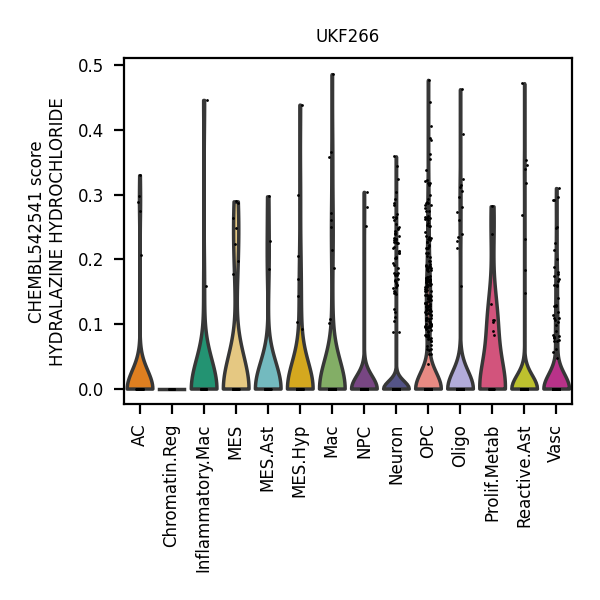 UKF266
CHEMBL542541 score
HYDRALAZINE HYDROCHLORIDE
0.5
0.4
0.3
0.2
0.1
0.0
AC
Chromatin.Reg
Inflammatory.Mac
MES
MES.Ast
MES.Hyp
Mac
NPC
Neuron
OPC
Oligo
Prolif.Metab
Reactive.Ast
Vasc